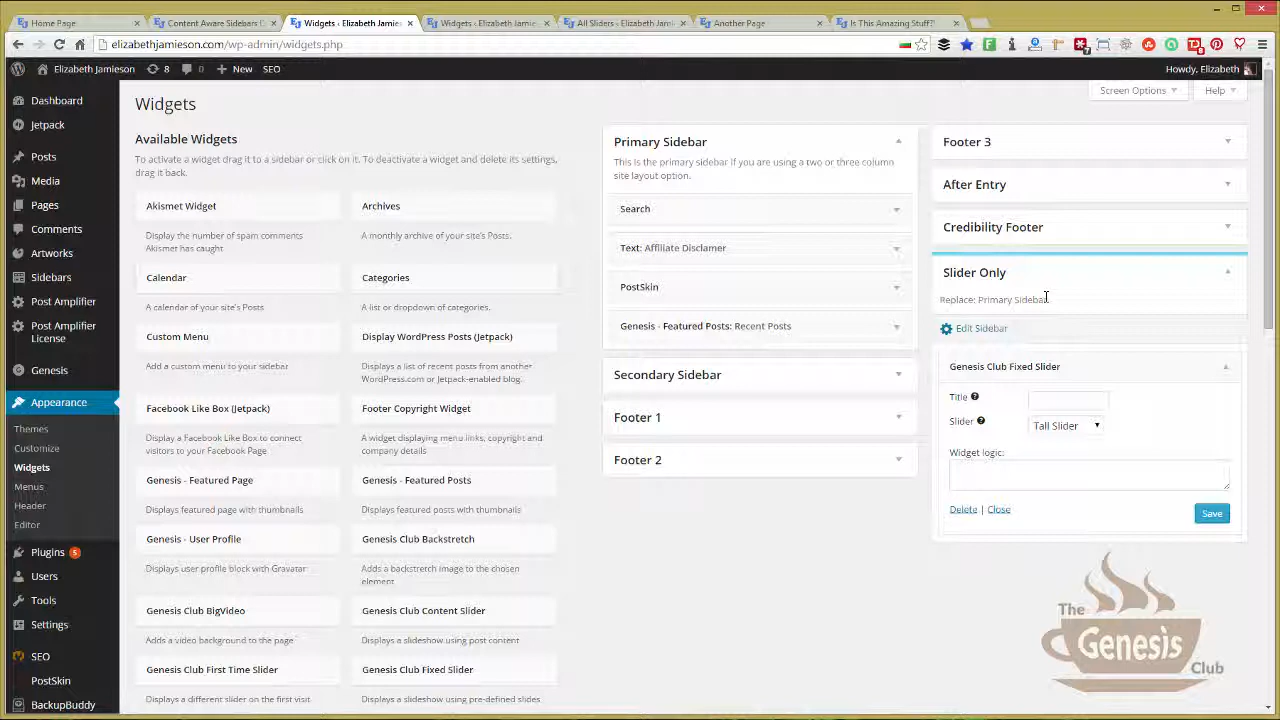 Home Page
Content Aware Sidebars
Widgets ‹ Elizabeth Jamie
Widgets ‹ Elizabeth Jamie
All Sliders ‹ Elizabeth Jami
Another Page
Is This Amazing Stuff?
elizabethjamieson.com/wp-admin/widgets.php
Elizabeth Jamieson
8
0
New
SEO
Howdy, Elizabeth
Dashboard
Jetpack
Posts
Media
Pages
Comments
Artworks
Sidebars
Post Amplifier
Post Amplifier
License
Genesis
Appearance
Themes
Customize
Widgets
Menus
Header
Editor
Plugins 5
Users
Tools
Settings
SEO
PostSkin
BackupBuddy
Widgets
Screen Options
Help
Available Widgets
To activate a widget drag it to a sidebar or click on it. To deactivate a widget and delete its settings,
drag it back.
Akismet Widget
Display the number of spam comments
Akismet has caught
Archives
A monthly archive of your site's Posts.
Calendar
A calendar of your site's Posts
Categories
A list or dropdown of categories.
Custom Menu
Add a custom menu to your sidebar
Display WordPress Posts (Jetpack)
Displays a list of recent posts from another
WordPress.com or Jetpack-enabled blog.
Facebook Like Box (Jetpack)
Display a Facebook Like Box to connect
visitors to your Facebook Page
Footer Copyright Widget
A widget displaying menu links, copyright and
company details
Genesis - Featured Page
Displays featured page with thumbnails
Genesis - Featured Posts
Displays featured posts with thumbnails
Genesis - User Profile
Displays user profile block with Gravatar
Genesis Club Backstretch
Adds a backstretch image to the chosen
element
Genesis Club BigVideo
Adds a video background to the page
Genesis Club Content Slider
Displays a slideshow using post content
Genesis Club First Time Slider
Displays a different slider on the first visit
Genesis Club Fixed Slider
Displays a slideshow using pre-defined slides
Primary Sidebar
This is the primary sidebar if you are using a two or three column
site layout option.
Search
Text: Affiliate Disclamer
PostSkin
Genesis - Featured Posts: Recent Posts
Secondary Sidebar
Footer 1
Footer 2
Footer 3
After Entry
Credibility Footer
Slider Only
Replace: Primary Sidebar
Edit Sidebar
Genesis Club Fixed Slider
Title
Slider
Tall Slider
Widget logic:
Delete | Close
Save
The
Genesis
Club